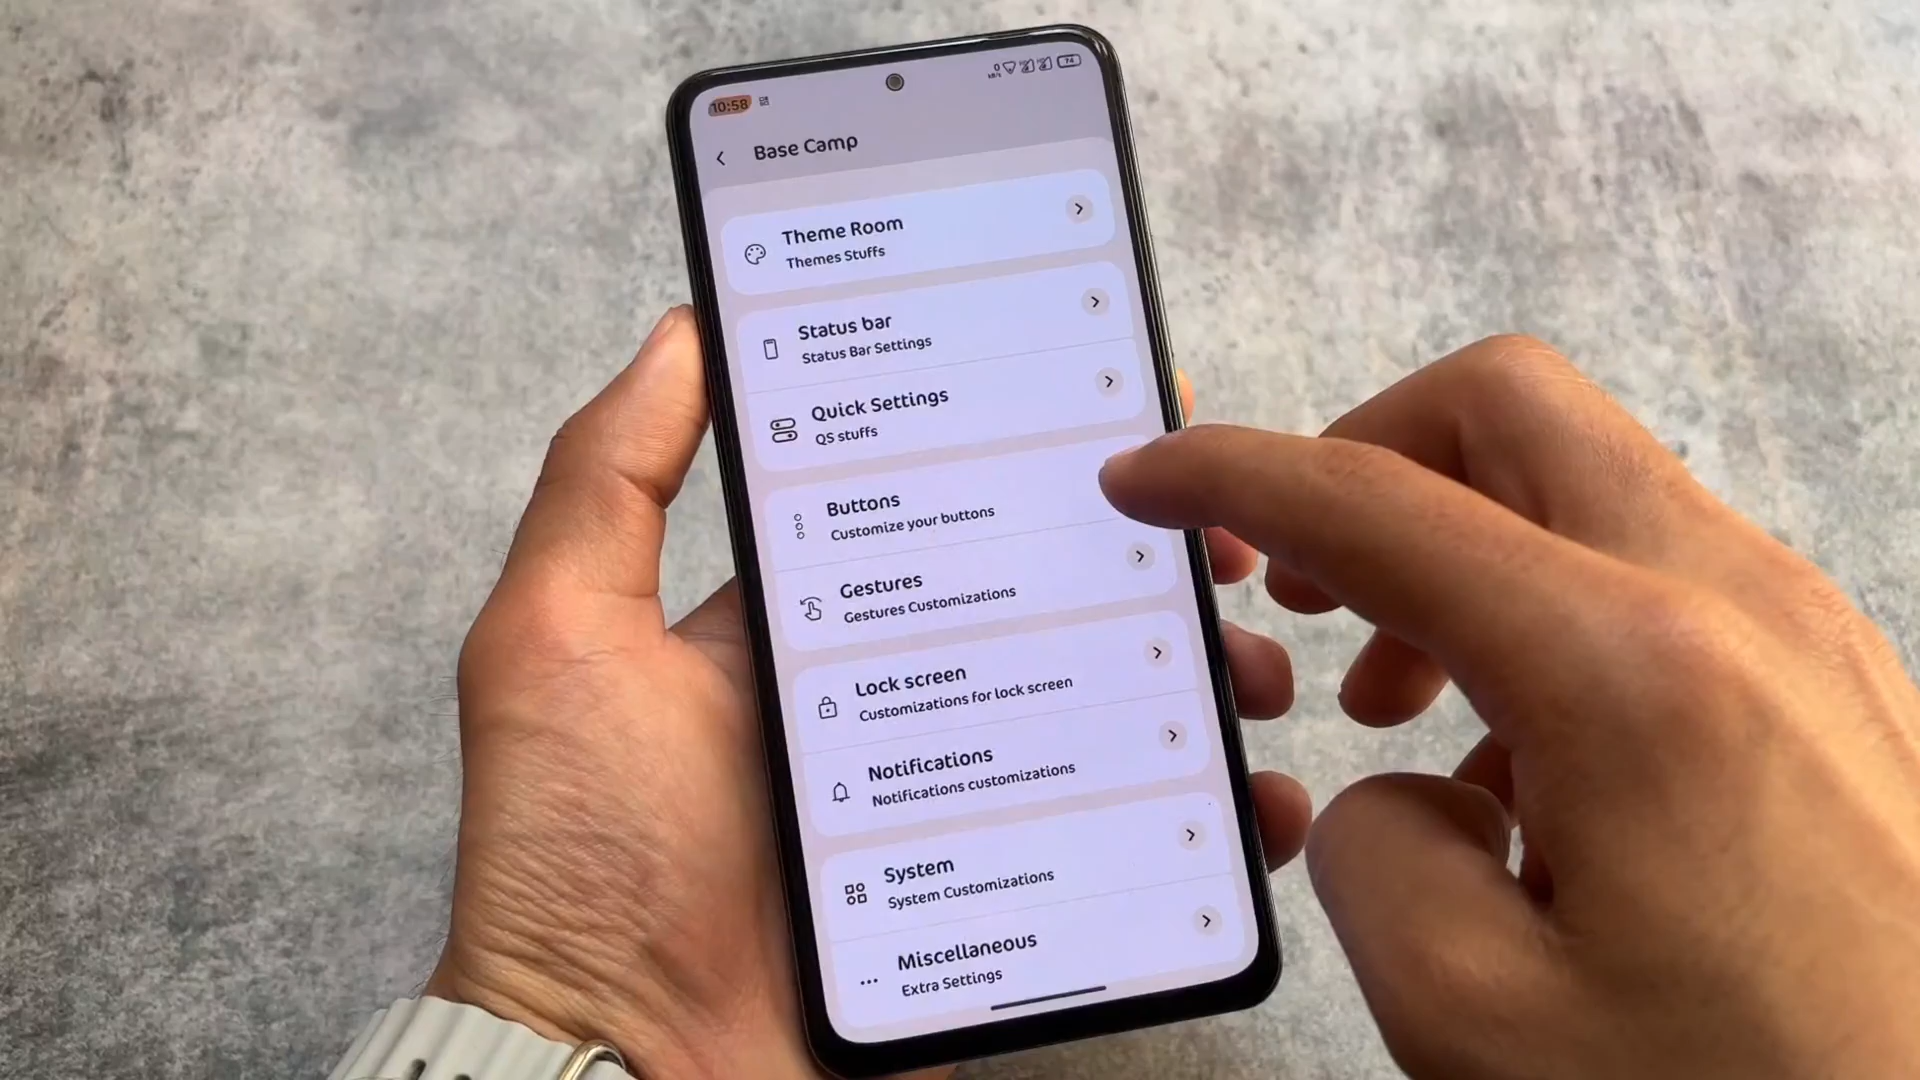 10:58
0
74
Base Camp
Theme Room
Themes Stuffs
Status bar
Status Bar Settings
Quick Settings
QS stuffs
Buttons
Customize your buttons
Gestures
Gestures Customizations
Lock screen
Customizations for lock screen
Notifications
Notifications customizations
System
System Customizations
Miscellaneous
Extra Settings